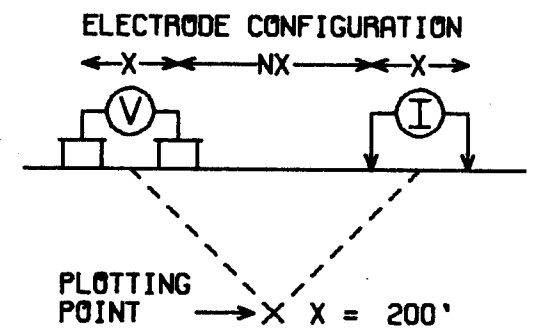 ELECTRODE CONFIGURATION
X NX X
V I
PLOTTING
POINT X X = 200'